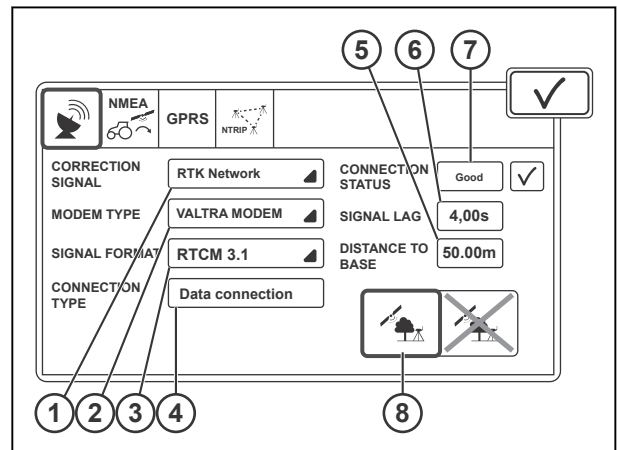 5 6 7
NMEA
GPRS
NTRIP
CORRECTION
SIGNAL
RTK Network
CONNECTION
STATUS
Good
MODEM TYPE
VALTRA MODEM
SIGNAL LAG
4,00s
SIGNAL FORMAT
RTCM 3.1
DISTANCE TO
BASE
50.00m
CONNECTION
TYPE
Data connection
1 2 3 4 8